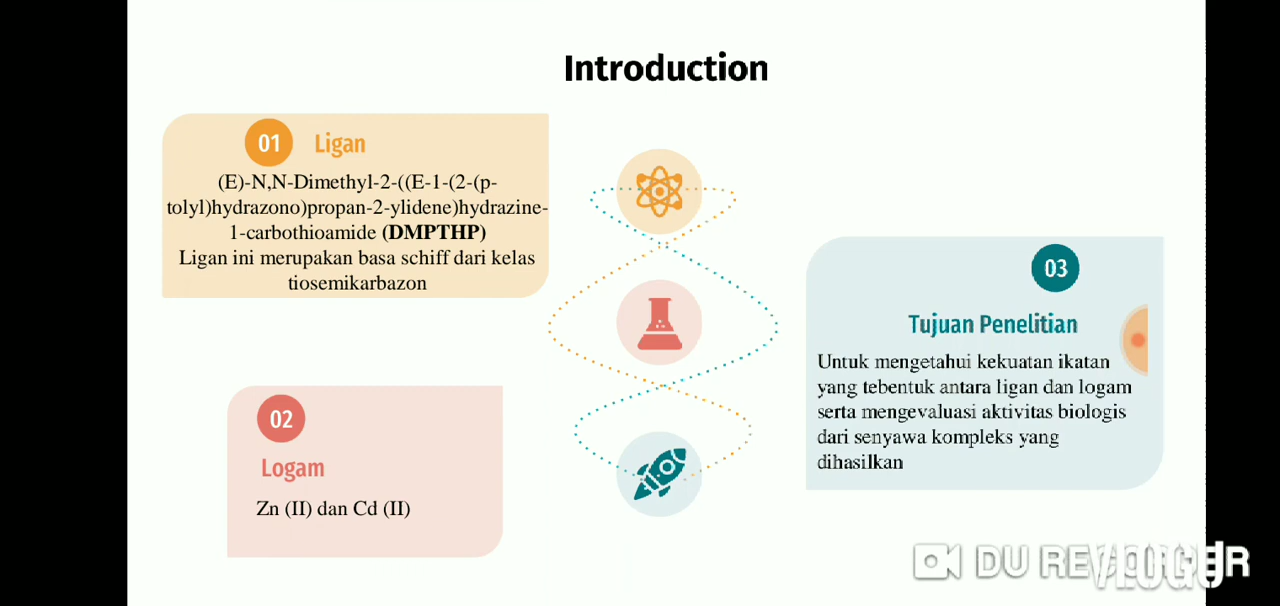 Introduction
01 Ligan
(E)-N,N-Dimethyl-2-((E-1-(2-(p-
tolyl)hydrazono)propan-2-ylidene)hydrazine-
1-carbothioamide (DMPTHP)
Ligan ini merupakan basa schiff dari kelas
tiosemikarbazon
02
Logam
Zn (II) dan Cd (II)
03
Tujuan Penelitian
Untuk mengetahui kekuatan ikatan
yang tebentuk antara ligan dan logam
serta mengevaluasi aktivitas biologis
dari senyawa kompleks yang
dihasilkan
DU